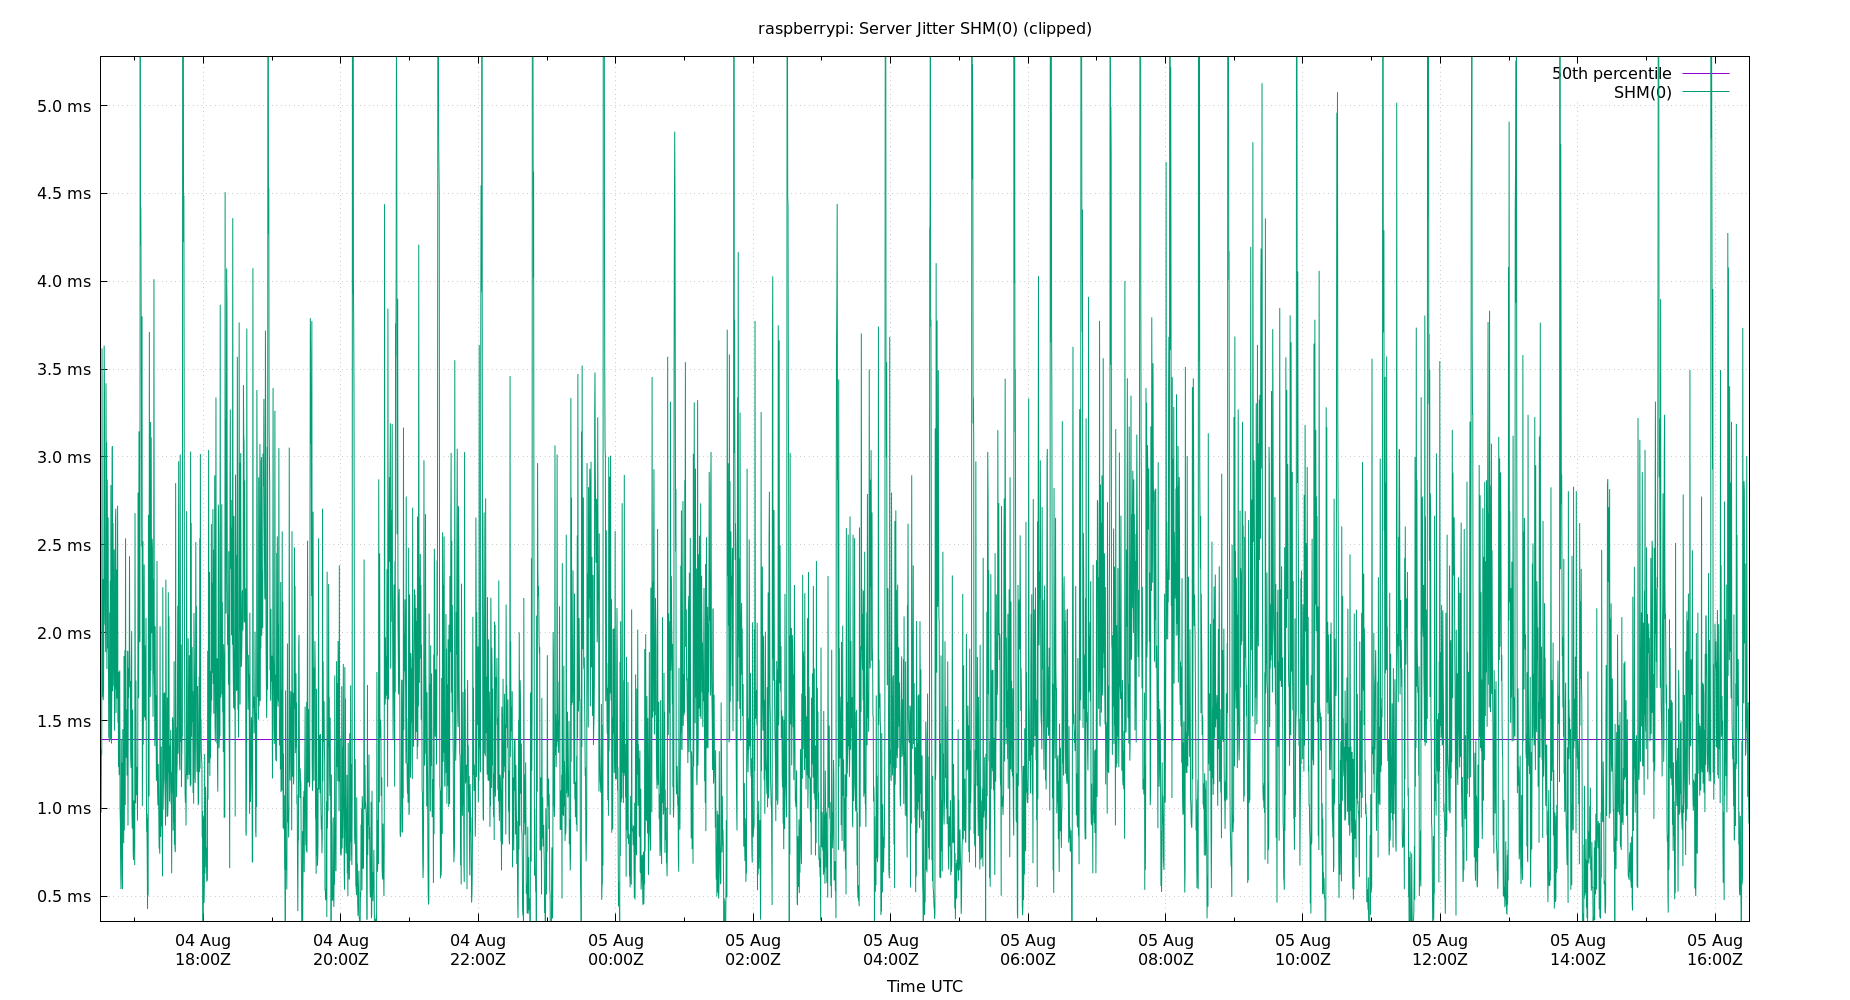 raspberrypi: Server Jitter SHM(0) (clipped)
50th percentile
SHM(0)
5.0 ms
4.5 ms
4.0 ms
3.5 ms
3.0 ms
2.5 ms
2.0 ms
1.5 ms
1.0 ms
0.5 ms
04 Aug 04 Aug 04 Aug 05 Aug 05 Aug 05 Aug 05 Aug 05 Aug 05 Aug 05 Aug 05 Aug 05 Aug
18:00Z 20:00Z 22:00Z 00:00Z 02:00Z 04:00Z 06:00Z 08:00Z 10:00Z 12:00Z 14:00Z 16:00Z
Time UTC